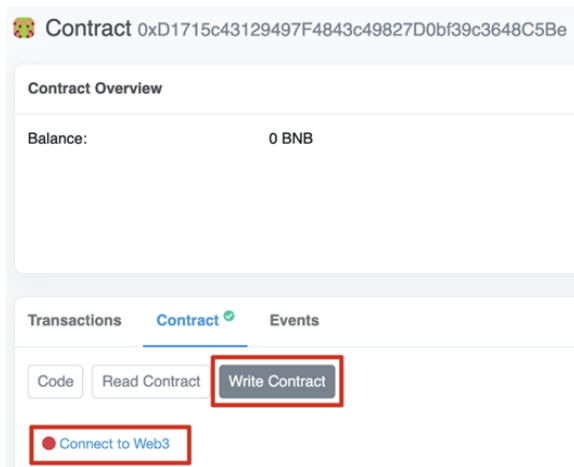 Contract 0xD1715c43129497F4843c49827D0bf39c3648C5Be
Contract Overview
Balance: 0 BNB
Transactions Contract Events
Code Read Contract Write Contract
Connect to Web3